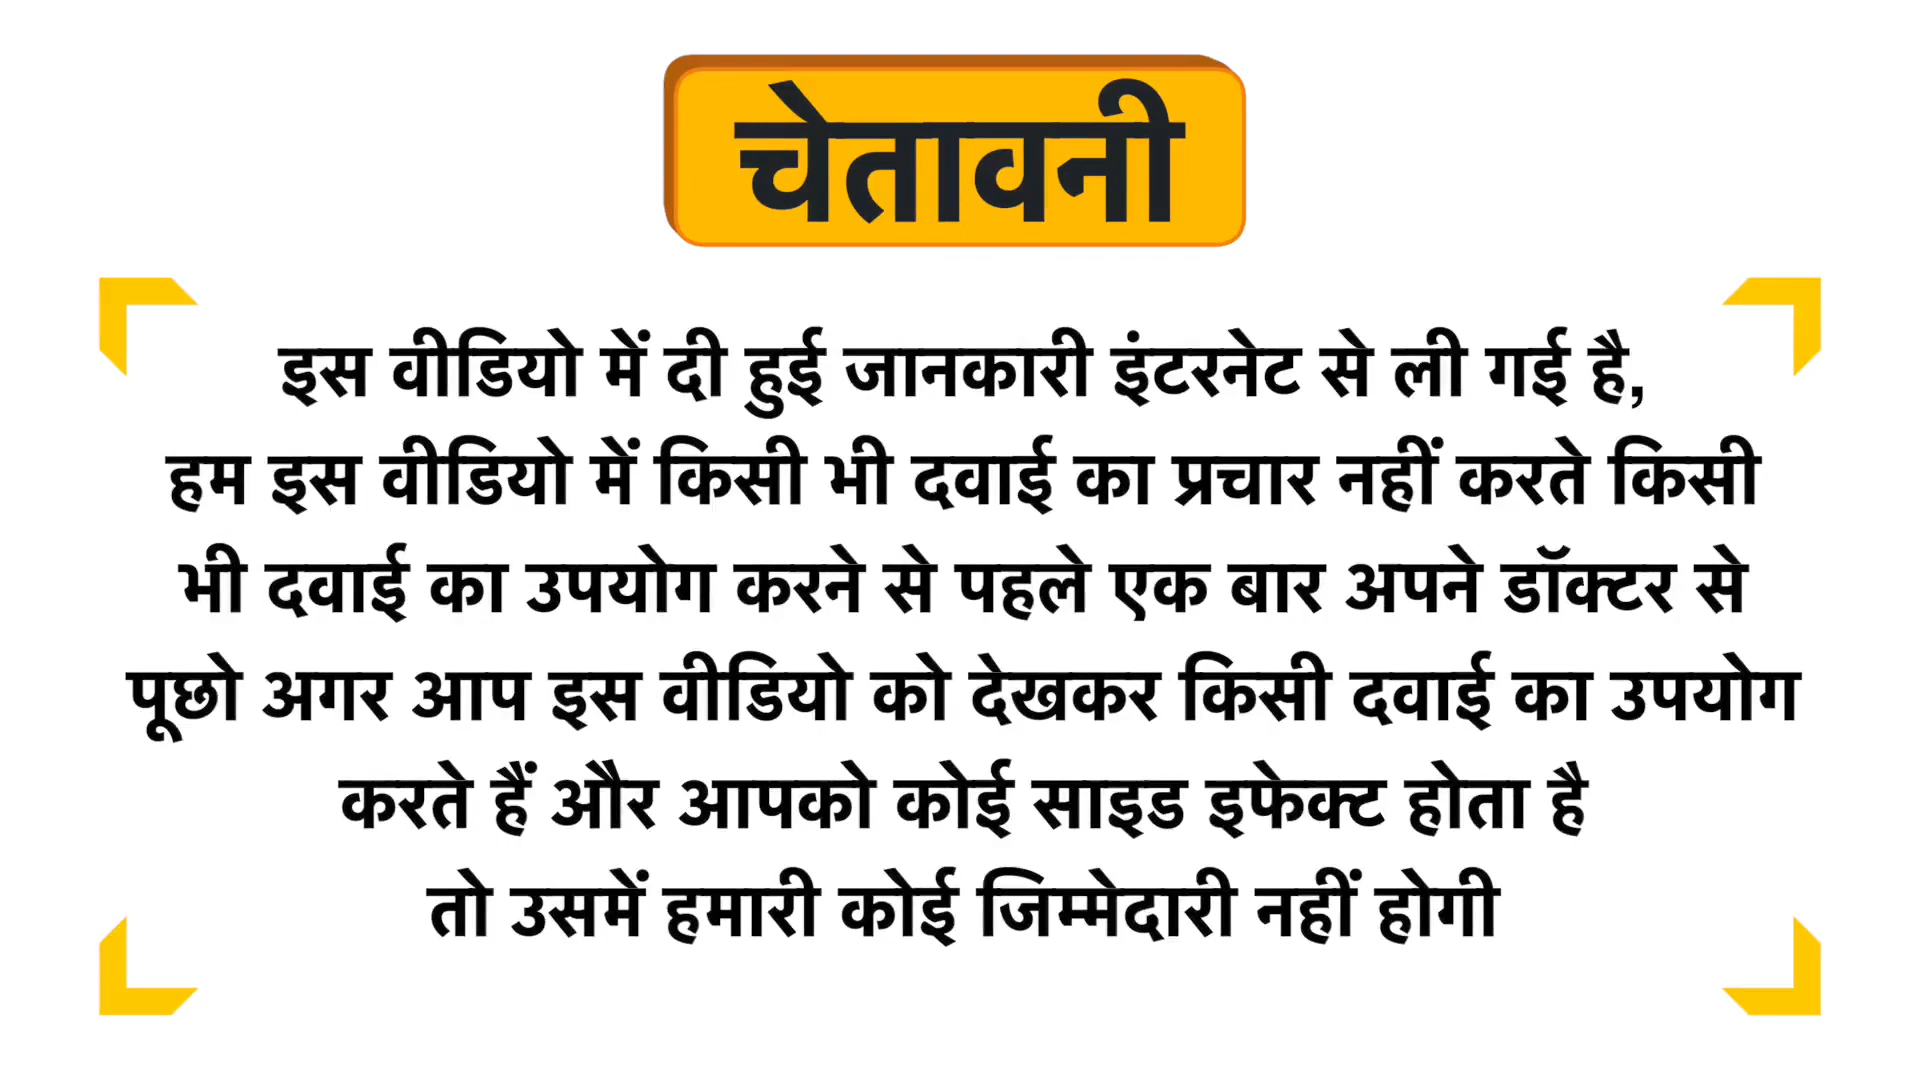 चेतावनी
इस वीडियो में दी हुई जानकारी इंटरनेट से ली गई है,
हम इस वीडियो में किसी भी दवाई का प्रचार नहीं करते किसी
भी दवाई का उपयोग करने से पहले एक बार अपने डॉक्टर से
पूछो अगर आप इस वीडियो को देखकर किसी दवाई का उपयोग
करते हैं और आपको कोई साइड इफेक्ट होता है
तो उसमें हमारी कोई जिम्मेदारी नहीं होगी